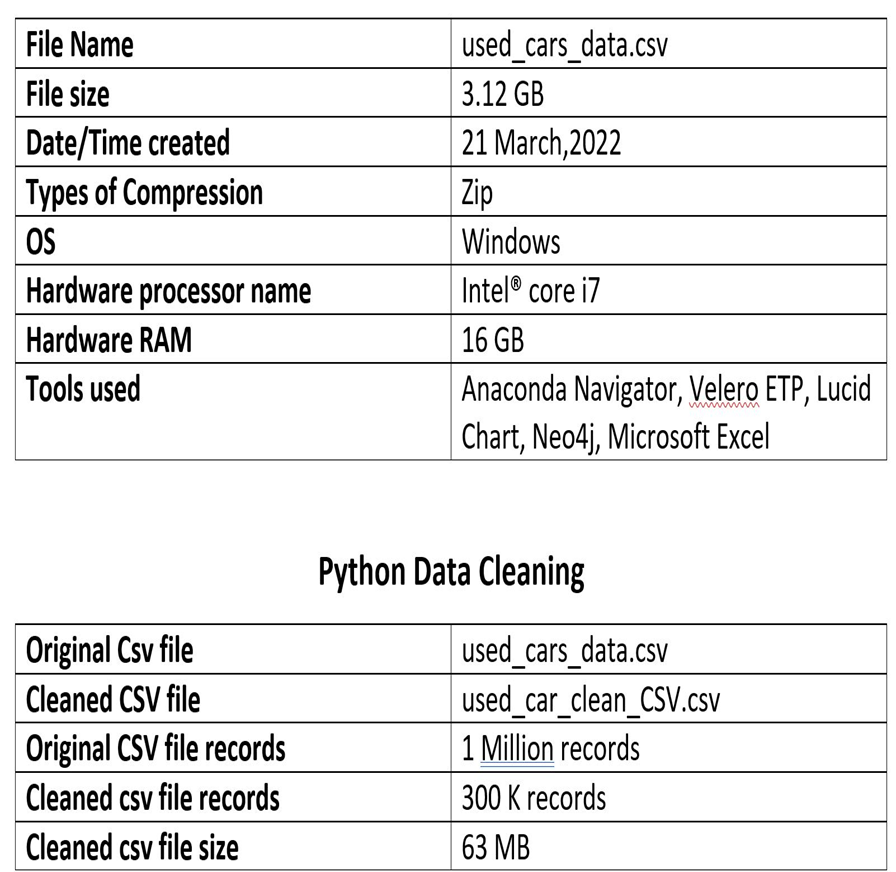 File Name used_cars_data.csv
File size 3.12 GB
Date/Time created 21 March,2022
Types of Compression Zip
OS Windows
Hardware processor name Intel® core i7
Hardware RAM 16 GB
Tools used Anaconda Navigator, Velero ETP, Lucid
Chart, Neo4j, Microsoft Excel
Python Data Cleaning
Original Csv file used_cars_data.csv
Cleaned CSV file used_car_clean_CSV.csv
Original CSV file records 1 Million records
Cleaned csv file records 300 K records
Cleaned csv file size 63 MB